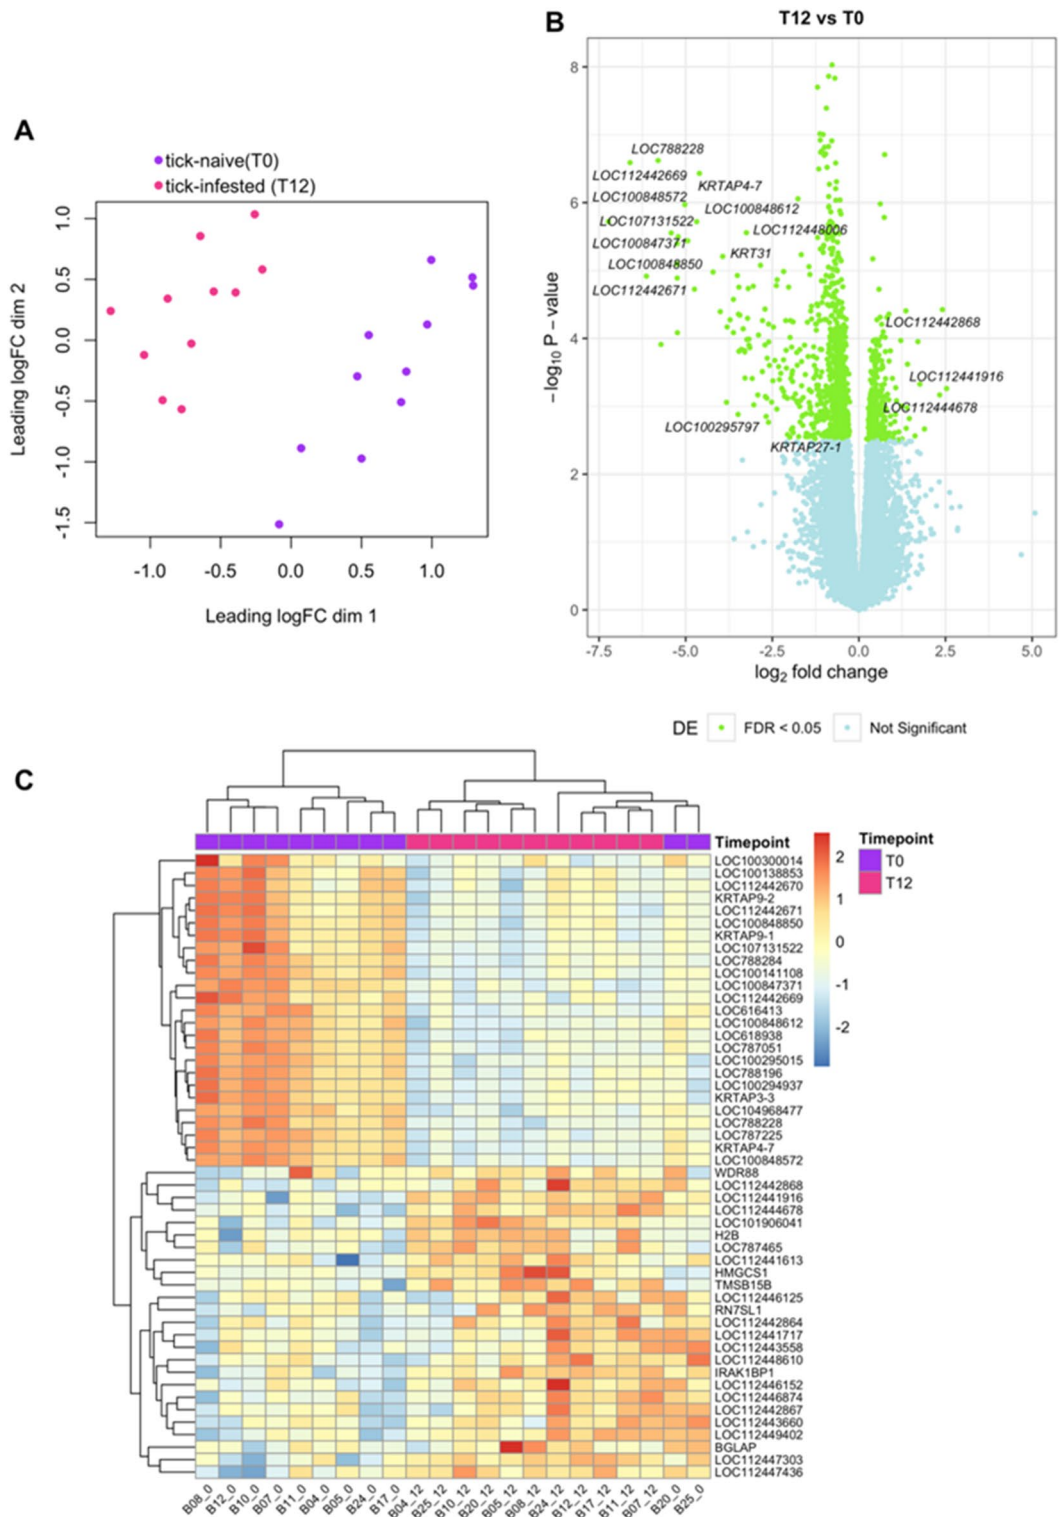 B
T12 vs T0
A
tick-naive(T0)
tick-infested (T12)
1.0
0.5
0.0
-0.5
-1.0
-1.5
Leading logFC dim 2
-1.0 -0.5 0.0 0.5 1.0
Leading logFC dim 1
8
6
4
2
0
−log10 P − value
LOC788228
LOC112442669
KRTAP4-7
LOC100848572
LOC100848612
LOC107131522
LOC112448006
LOC100847371
KRT31
LOC100848850
LOC112442671
LOC112442868
LOC112441916
LOC112444678
LOC100295797
KRTAP27-1
-7.5 -5.0 -2.5 0.0 2.5 5.0
log2 fold change
DE FDR < 0.05 Not Significant
C
Timepoint
LOC100300014
LOC100138853
LOC112442670
KRTAP9-2
LOC112442671
LOC100848850
KRTAP9-1
LOC107131522
LOC788284
LOC100141108
LOC100847371
LOC112442669
LOC616413
LOC100848612
LOC618938
LOC787051
LOC100295015
LOC788196
LOC100294937
KRTAP3-3
LOC104968477
LOC788228
LOC787225
KRTAP4-7
LOC100848572
WDR88
LOC112442868
LOC112441916
LOC112444678
LOC101906041
H2B
LOC787465
LOC112441613
HMGCS1
TMSB15B
LOC112446125
RN7SL1
LOC112442864
LOC112441717
LOC112443558
LOC112448610
IRAK1BP1
LOC112446152
LOC112446874
LOC112442867
LOC112443660
LOC112449402
BGLAP
LOC112447303
LOC112447436
2
1
0
-1
-2
Timepoint
T0
T12
B08_0 B12_0 B10_0 B07_0 B11_0 B04_0 B05_0 B24_0 B17_0 B04_12 B25_12 B10_12 B20_12 B05_12 B08_12 B24_12 B12_12 B17_12 B11_12 B07_12 B20_0 B25_0